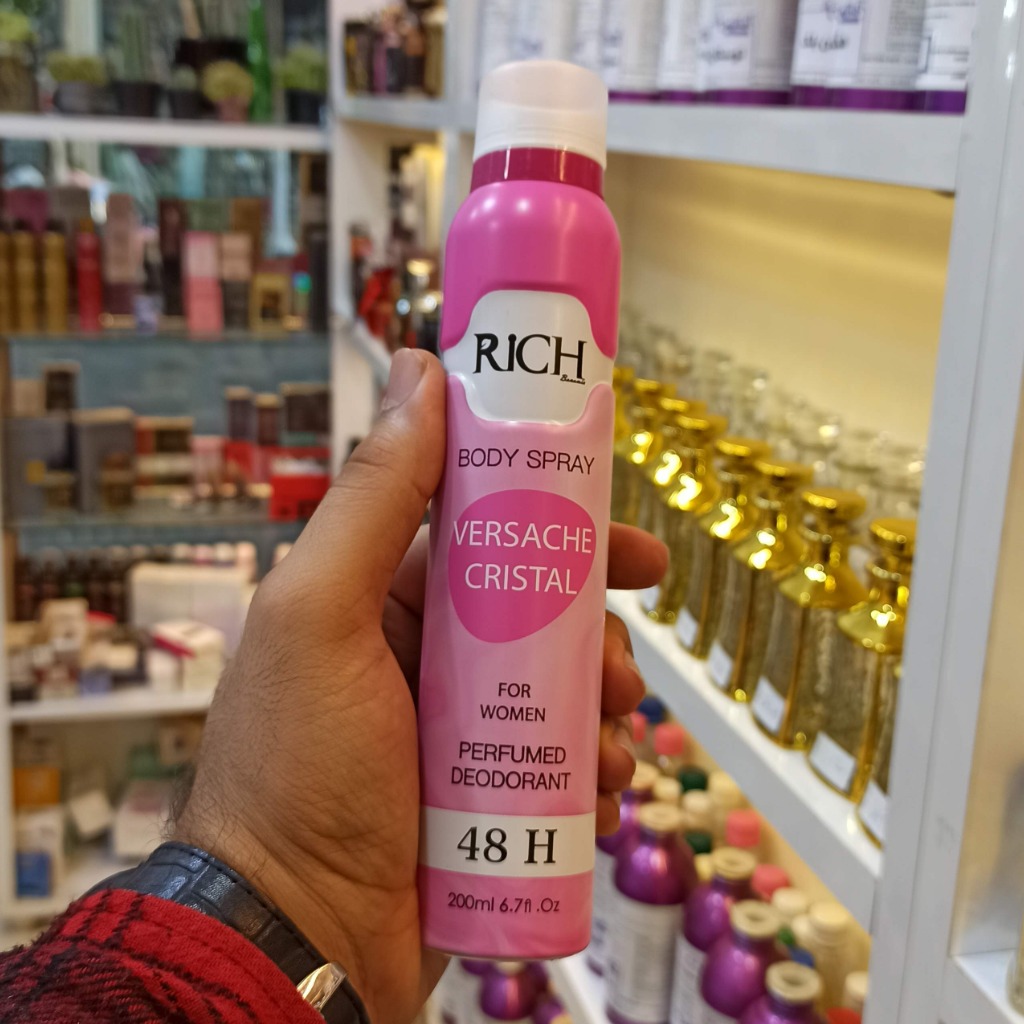 RiCH
BODY SPRAY
VERSACHE
CRISTAL
FOR
WOMEN
PERFUMED
DEODORANT
48 H
200ml 6.7fl .Oz